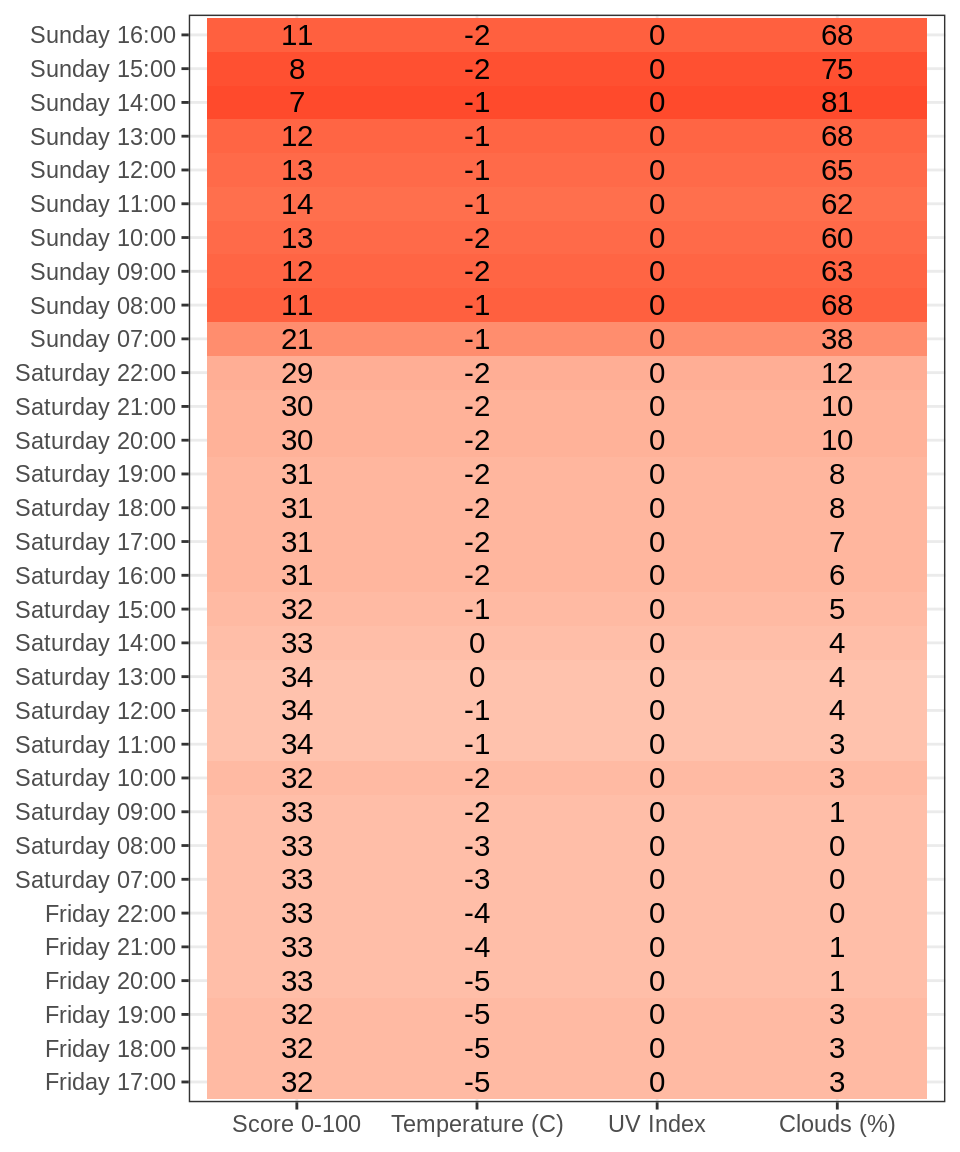 Sunday 16:00 11 -2 0 68
Sunday 15:00 8 -2 0 75
Sunday 14:00 7 -1 0 81
Sunday 13:00 12 -1 0 68
Sunday 12:00 13 -1 0 65
Sunday 11:00 14 -1 0 62
Sunday 10:00 13 -2 0 60
Sunday 09:00 12 -2 0 63
Sunday 08:00 11 -1 0 68
Sunday 07:00 21 -1 0 38
Saturday 22:00 29 -2 0 12
Saturday 21:00 30 -2 0 10
Saturday 20:00 30 -2 0 10
Saturday 19:00 31 -2 0 8
Saturday 18:00 31 -2 0 8
Saturday 17:00 31 -2 0 7
Saturday 16:00 31 -2 0 6
Saturday 15:00 32 -1 0 5
Saturday 14:00 33 0 0 4
Saturday 13:00 34 0 0 4
Saturday 12:00 34 -1 0 4
Saturday 11:00 34 -1 0 3
Saturday 10:00 32 -2 0 3
Saturday 09:00 33 -2 0 1
Saturday 08:00 33 -3 0 0
Saturday 07:00 33 -3 0 0
Friday 22:00 33 -4 0 0
Friday 21:00 33 -4 0 1
Friday 20:00 33 -5 0 1
Friday 19:00 32 -5 0 3
Friday 18:00 32 -5 0 3
Friday 17:00 32 -5 0 3
Score 0-100 Temperature (C) UV Index Clouds (%)